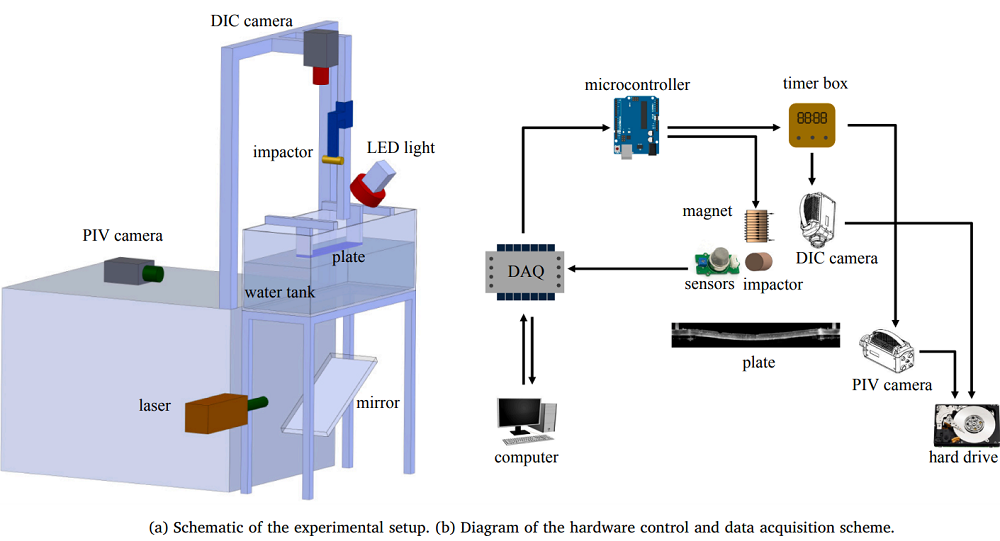 DIC camera
impactor
LED light
PIV camera
plate
water tank
laser
mirror
microcontroller
timer box
88:88
magnet
DIC camera
DAQ
sensors
impactor
plate
PIV camera
computer
hard drive
(a) Schematic of the experimental setup. (b) Diagram of the hardware control and data acquisition scheme.